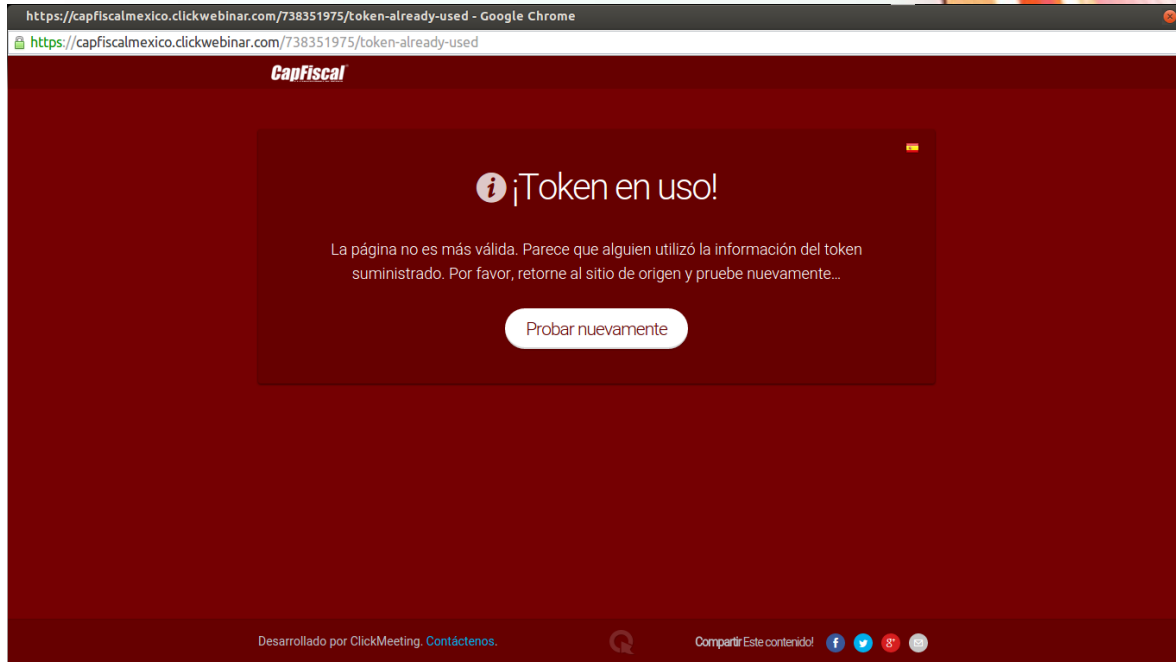 https://capfiscalmexico.clickwebinar.com/738351975/token-already-used - Google Chrome
https://capfiscalmexico.clickwebinar.com/738351975/token-already-used
CapFiscal
i ¡Token en uso!
La página no es más válida. Parece que alguien utilizó la información del token
suministrado. Por favor, retorne al sitio de origen y pruebe nuevamente...
Probar nuevamente
Desarrollado por ClickMeeting. Contáctenos.
Compartir Este contenido!